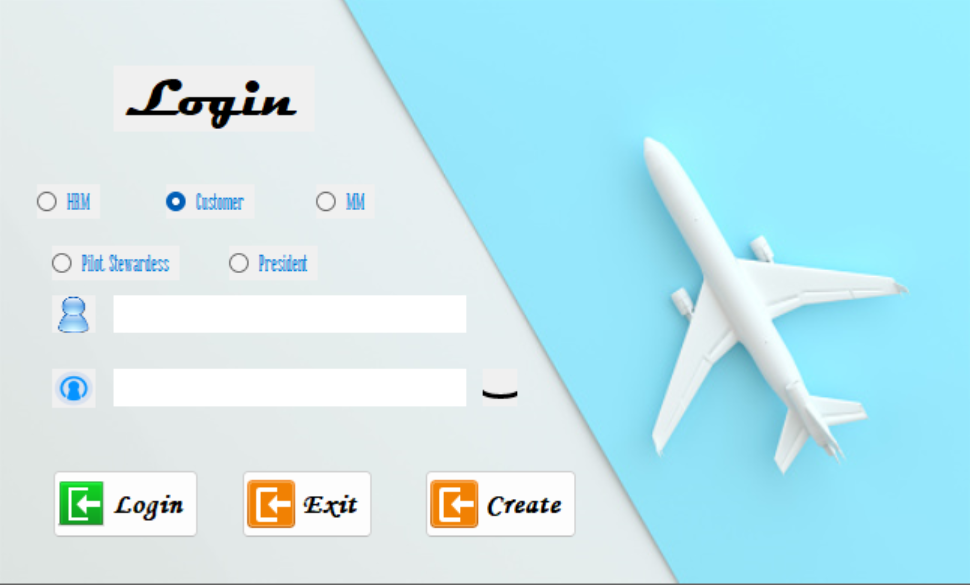 Login
HRM Customer MM
Pilot Stewardess President
Login Exit Create